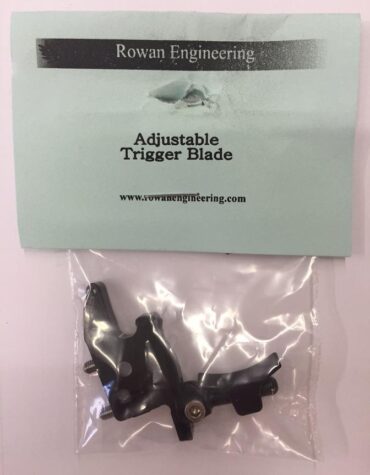 Rowan Engineering
Adjustable
Trigger Blade
www.rowanengineering.com